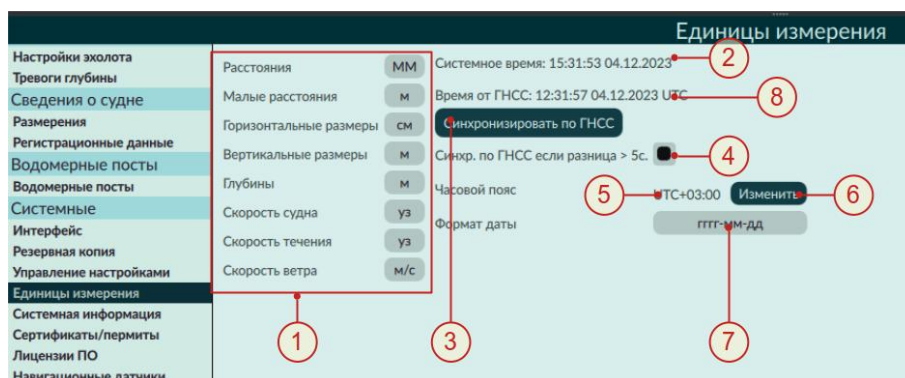 Единицы измерения
Настройки эхолота
Тревоги глубины
Сведения о судне
Размерения
Регистрационные данные
Водомерные посты
Водомерные посты
Системные
Интерфейс
Резервная копия
Управление настройками
Единицы измерения
Системная информация
Сертификаты/пермиты
Лицензии ПО
Навигационные датчики
Расстояния ММ
Малые расстояния м
Горизонтальные размеры см
Вертикальные размеры м
Глубины м
Скорость судна уз
Скорость течения уз
Скорость ветра м/с
1
Системное время: 15:31:53 04.12.2023 2
Время от ГНСС: 12:31:57 04.12.2023 UTC 8
Синхронизировать по ГНСС
Синхр. по ГНСС если разница > 5с. 4
Часовой пояс 5 UTC+03:00 Изменить 6
Формат даты гггг-мм-дд
3 7